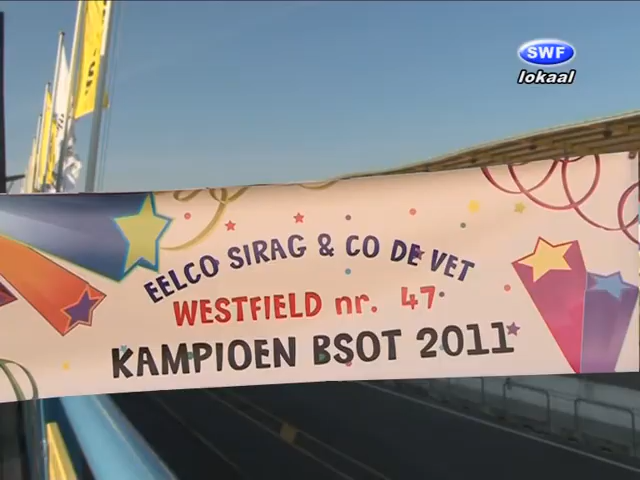 SWF
lokaal
EELCO SIRAG & CO DE VET
WESTFIELD nr. 47
KAMPIOEN BSOT 2011